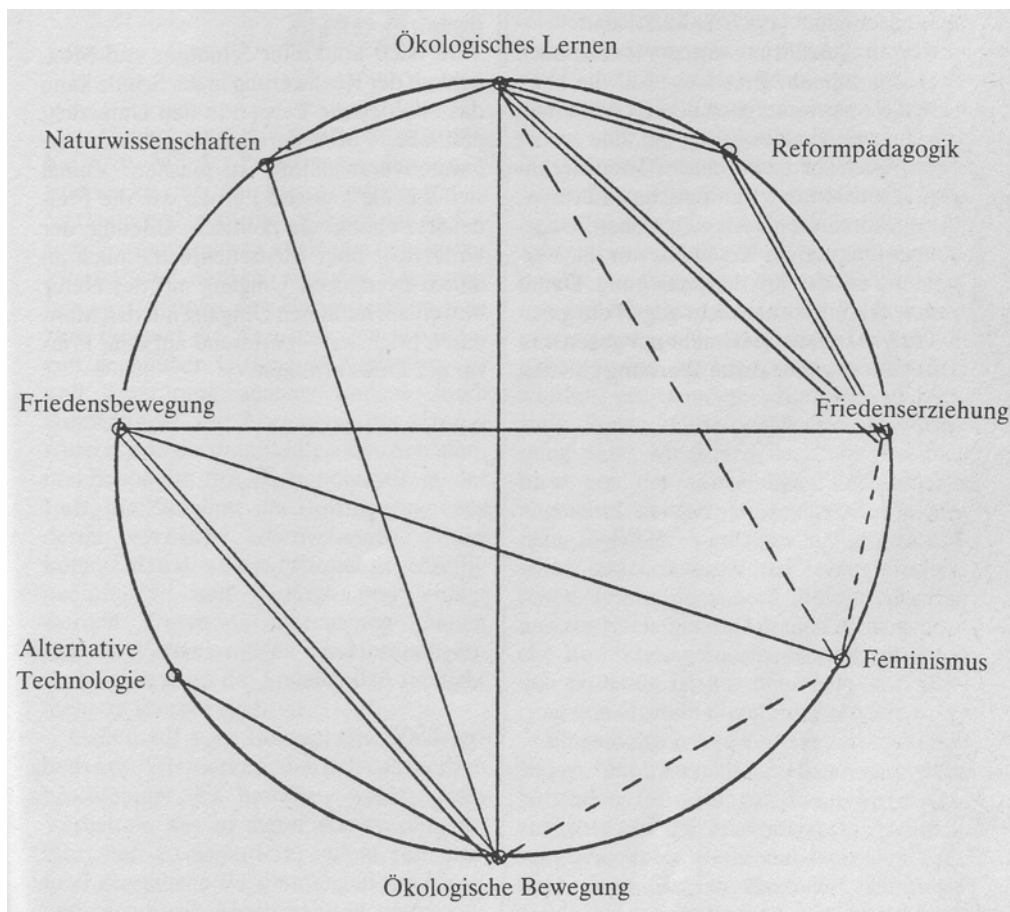 Ökologisches Lernen
Naturwissenschaften
Reformpädagogik
Friedensbewegung
Friedenserziehung
Alternative
Technologie
Feminismus
Ökologische Bewegung